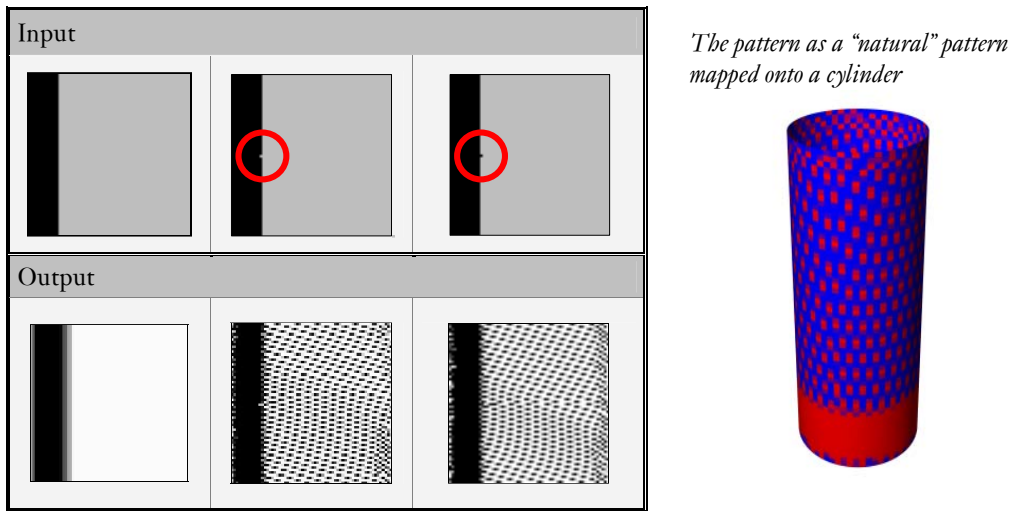 Input
Output
The pattern as a “natural” pattern
mapped onto a cylinder